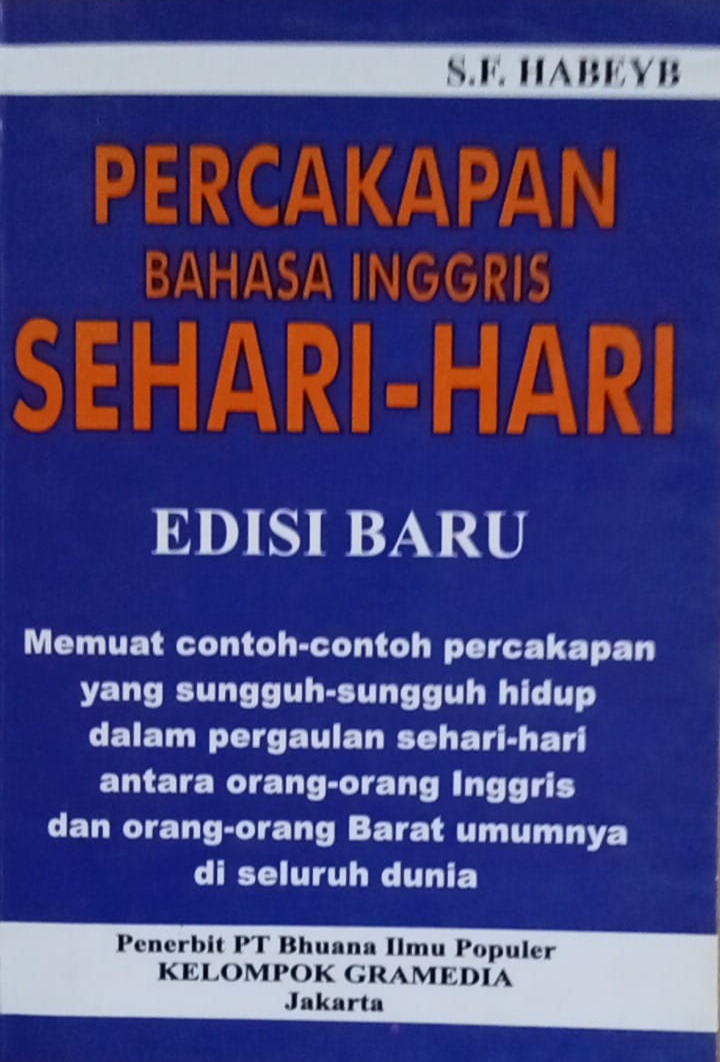 S.F. HABEYB
PERCAKAPAN
BAHASA INGGRIS
SEHARI-HARI
EDISI BARU
Memuat contoh-contoh percakapan
yang sungguh-sungguh hidup
dalam pergaulan sehari-hari
antara orang-orang Inggris
dan orang-orang Barat umumnya
di seluruh dunia
Penerbit PT Bhuana Ilmu Populer
KELOMPOK GRAMEDIA
Jakarta